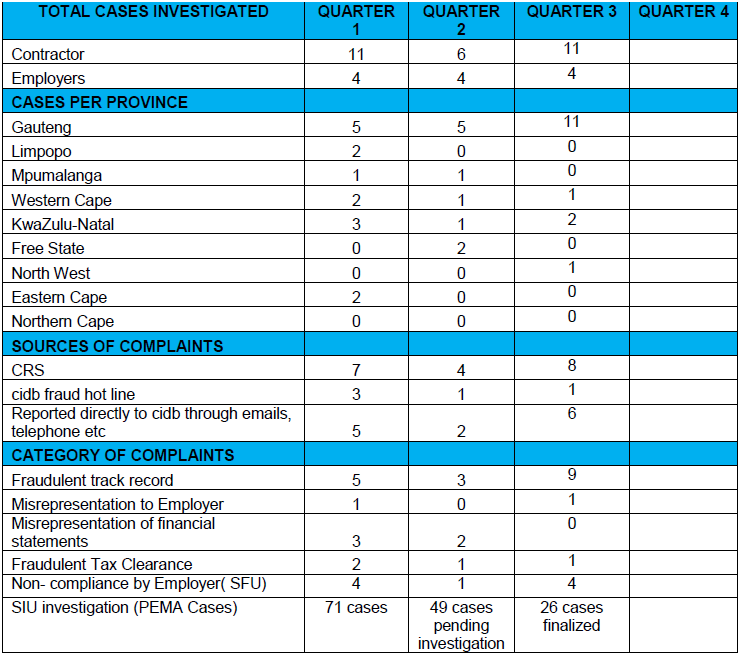 TOTAL CASES INVESTIGATED QUARTER 1 QUARTER 2 QUARTER 3 QUARTER 4
Contractor 11 6 11
Employers 4 4 4
CASES PER PROVINCE
Gauteng 5 5 11
Limpopo 2 0 0
Mpumalanga 1 1 0
Western Cape 2 1 1
KwaZulu-Natal 3 1 2
Free State 0 2 0
North West 0 0 1
Eastern Cape 2 0 0
Northern Cape 0 0 0
SOURCES OF COMPLAINTS
CRS 7 4 8
cidb fraud hot line 3 1 1
Reported directly to cidb through emails,
telephone etc 5 2 6
CATEGORY OF COMPLAINTS
Fraudulent track record 5 3 9
Misrepresentation to Employer 1 0 1
Misrepresentation of financial
statements 3 2 0
Fraudulent Tax Clearance 2 1 1
Non- compliance by Employer( SFU) 4 1 4
SIU investigation (PEMA Cases) 71 cases 49 cases pending investigation 26 cases finalized